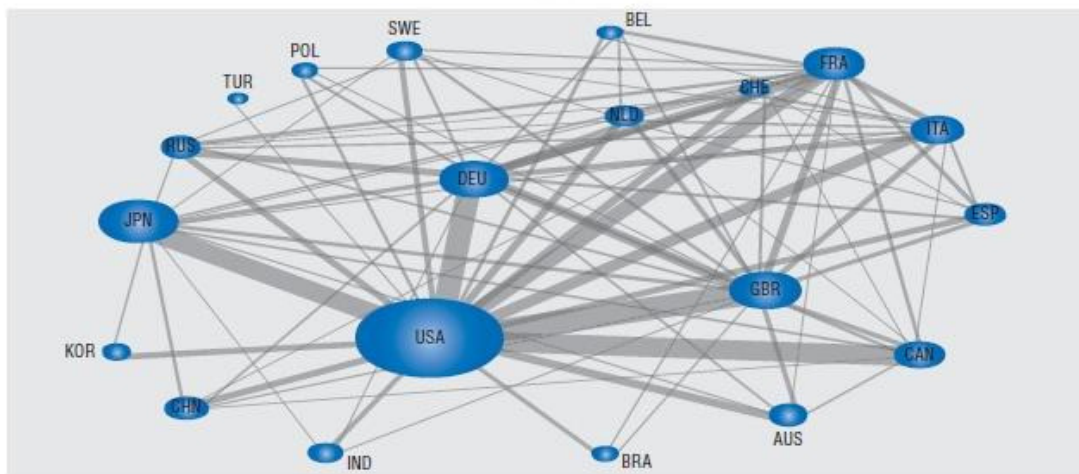 BEL
SWE
FRA
POL
CHE
TUR
NLD
ITA
RUS
DEU
JPN
ESP
GBR
USA
KOR
CAN
CHN
AUS
IND
BRA